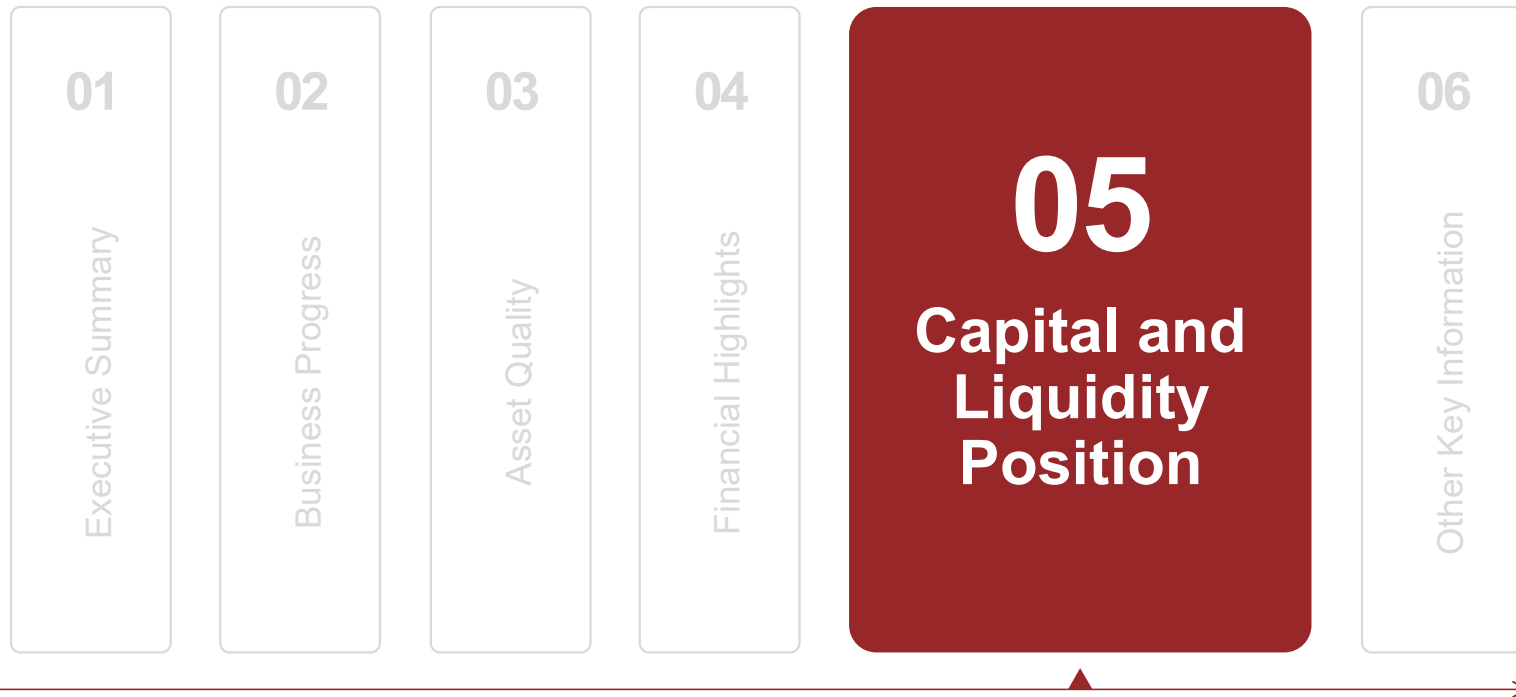 01
Executive Summary
02
Business Progress
03
Asset Quality
04
Financial Highlights
05
Capital and
Liquidity
Position
06
Other Key Information